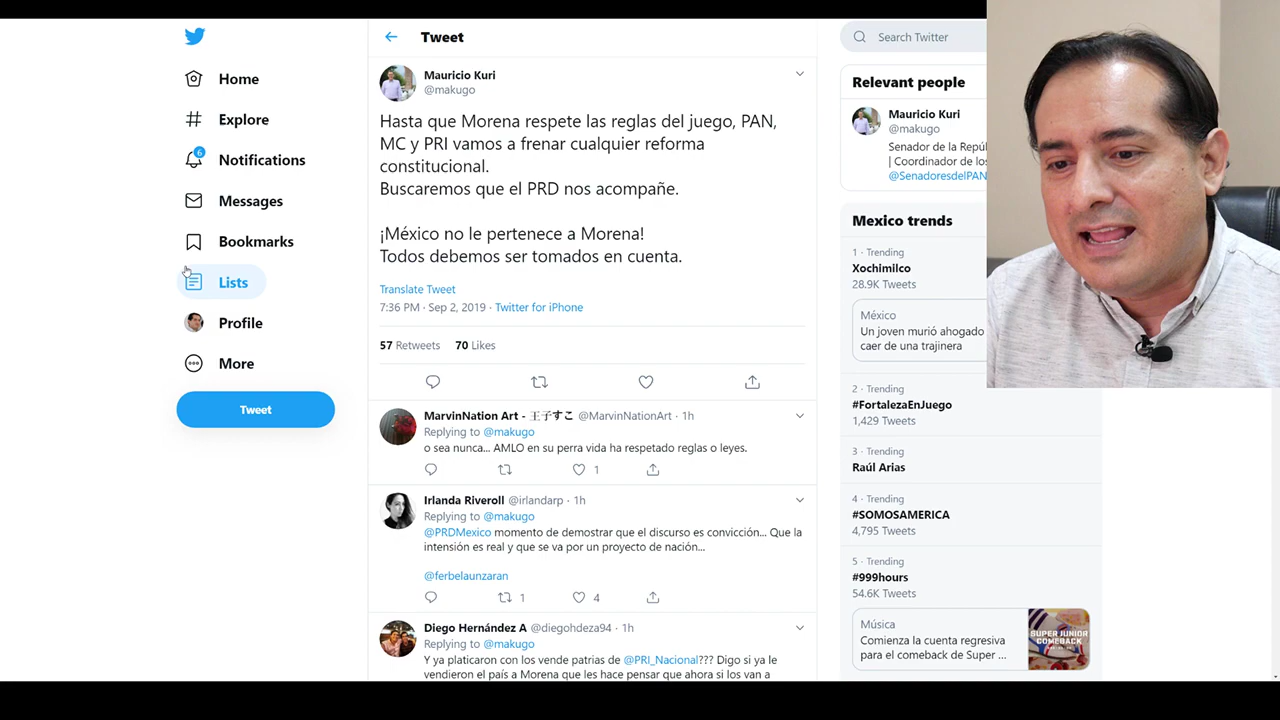 Home
Explore
6
Notifications
Messages
Bookmarks
Lists
Profile
More
Tweet
Tweet
Mauricio Kuri
@makugo
Hasta que Morena respete las reglas del juego, PAN,
MC y PRI vamos a frenar cualquier reforma
constitucional.
Buscaremos que el PRD nos acompañe.
¡México no le pertenece a Morena!
Todos debemos ser tomados en cuenta.
Translate Tweet
7:36 PM · Sep 2, 2019 · Twitter for iPhone
57 Retweets 70 Likes
MarvinNation Art - 王子すこ @MarvinNationArt · 1h
Replying to @makugo
o sea nunca... AMLO en su perra vida ha respetado reglas o leyes.
1
Irlanda Riveroll @irlandarp · 1h
Replying to @makugo
@PRDMexico momento de demostrar que el discurso es convicción... Que la
intensión es real y que se va por un proyecto de nación...
@ferbelaunzaran
1 4
Diego Hernández A @diegohdeza94 · 1h
Replying to @makugo
Y ya platicaron con los vende patrias de @PRI_Nacional??? Digo si ya le
vendieron el país a Morena que les hace pensar que ahora si los van a
Search Twitter
Relevant people
Mauricio Kuri
@makugo
Senador de la Repú
| Coordinador de los
@SenadoresdelPAN
Mexico trends
1 · Trending
Xochimilco
28.9K Tweets
México
Un joven murió ahogado
caer de una trajinera
2 · Trending
#FortalezaEnJuego
1,429 Tweets
3 · Trending
Raúl Arias
4 · Trending
#SOMOSAMERICA
4,795 Tweets
5 · Trending
#999hours
54.6K Tweets
Música
Comienza la cuenta regresiva
para el comeback de Super ...
SUPER JUNIOR
COMEBACK